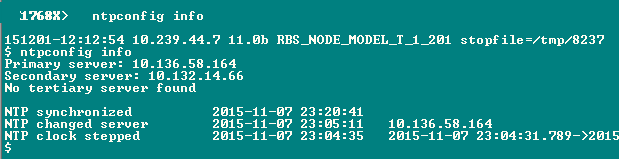 1768X>   ntpconfig info
151201-12:12:54 10.239.44.7 11.0b RBS_NODE_MODEL_T_1_201 stopfile=/tmp/8237
$ ntpconfig info
Primary server: 10.136.58.164
Secondary server: 10.132.14.66
No tertiary server found
NTP synchronized          2015-11-07 23:20:41
NTP changed server        2015-11-07 23:05:11   10.136.58.164
NTP clock stepped         2015-11-07 23:04:35   2015-11-07 23:04:31.789->2015
$